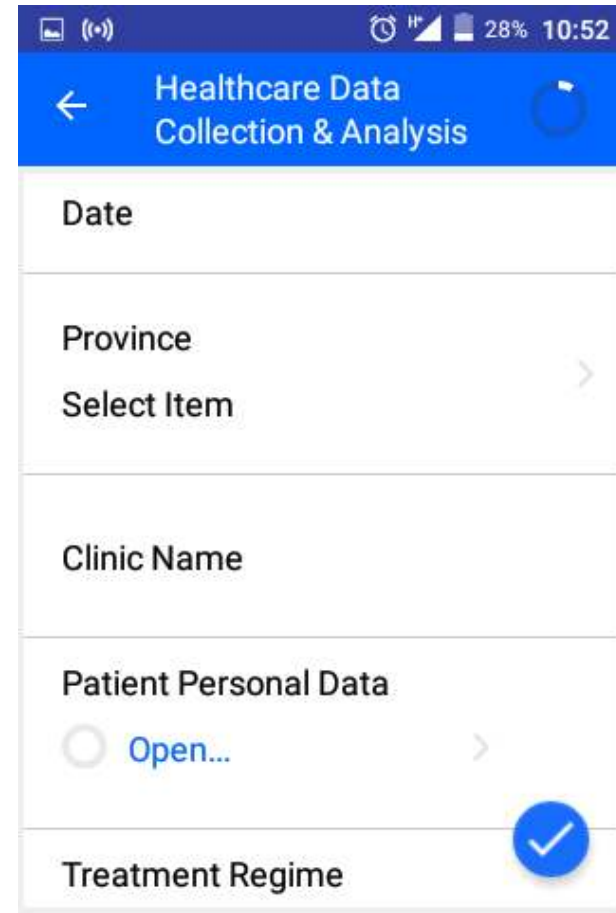 H+ 28% 10:52
Healthcare Data
Collection & Analysis
Date
Province
Select Item
Clinic Name
Patient Personal Data
Open...
Treatment Regime